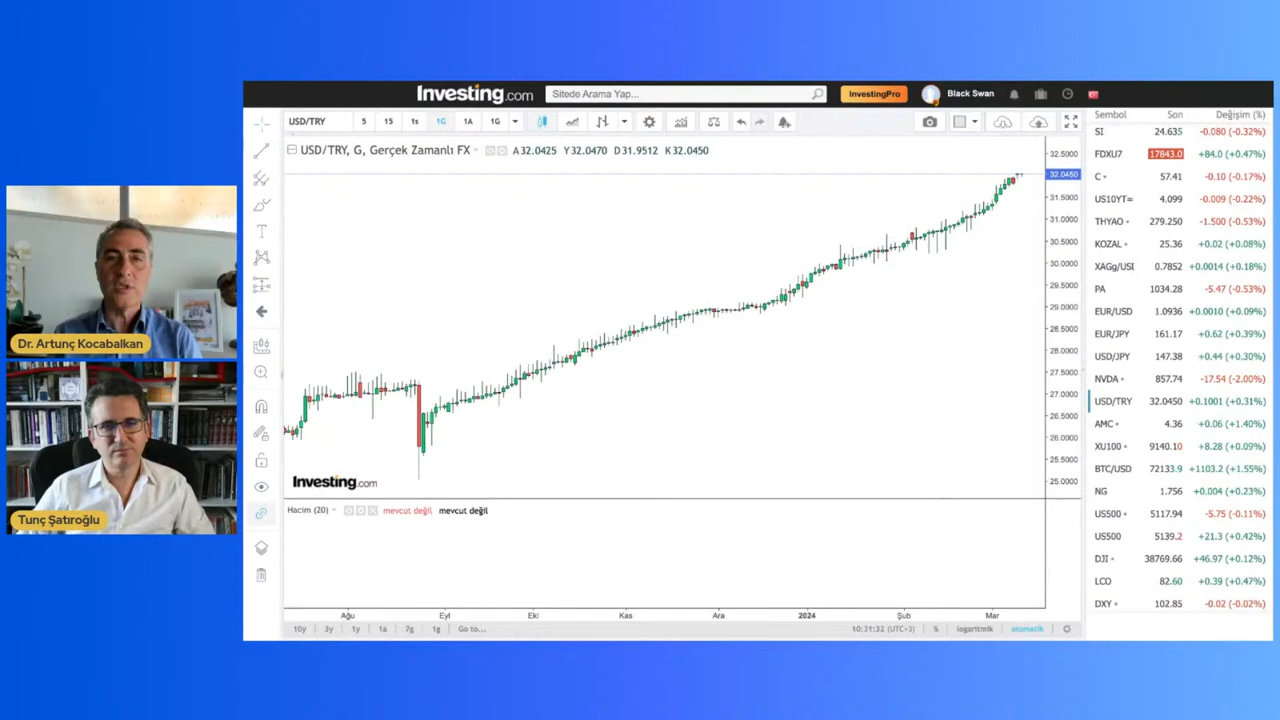 Investing.com
Sitede Arama Yap...
InvestingPro
Black Swan
USD/TRY
5 15 1s 1G 1A 1G
USD/TRY, G, Gerçek Zamanlı FX
A 32.0425 Y 32.0470 D 31.9512 K 32.0450
32.5000
32.0450
31.5000
31.0000
30.5000
30.0000
29.5000
29.0000
28.5000
28.0000
27.5000
27.0000
26.5000
26.0000
25.5000
25.0000
Investing.com
Hacim (20) mevcut değil mevcut değil
Ağu Eyl Eki Kas Ara 2024 Şub Mar
10y 3y 1y 1a 7g 1g Go to...
10:31:32 (UTC+3) % logaritmik otomatik
Sembol Son Değişim (%)
SI 24.635 -0.080 (-0.32%)
FDXU7 17843.0 +84.0 (+0.47%)
C 57.41 -0.10 (-0.17%)
US10YT= 4.099 -0.009 (-0.22%)
THYAO 279.250 -1.500 (-0.53%)
KOZAL 25.36 +0.02 (+0.08%)
XAGg/USI 0.7852 +0.0014 (+0.18%)
PA 1034.28 -5.47 (-0.53%)
EUR/USD 1.0936 +0.0010 (+0.09%)
EUR/JPY 161.17 +0.62 (+0.39%)
USD/JPY 147.38 +0.44 (+0.30%)
NVDA 857.74 -17.54 (-2.00%)
USD/TRY 32.0450 +0.1001 (+0.31%)
AMC 4.36 +0.06 (+1.40%)
XU100 9140.10 +8.28 (+0.09%)
BTC/USD 72133.9 +1103.2 (+1.55%)
NG 1.756 +0.004 (+0.23%)
US500 5117.94 -5.75 (-0.11%)
US500 5139.2 +21.3 (+0.42%)
DJI 38769.66 +46.97 (+0.12%)
LCO 82.60 +0.39 (+0.47%)
DXY 102.85 -0.02 (-0.02%)
Dr. Artunç Kocabalkan
Tunç Şatıroğlu